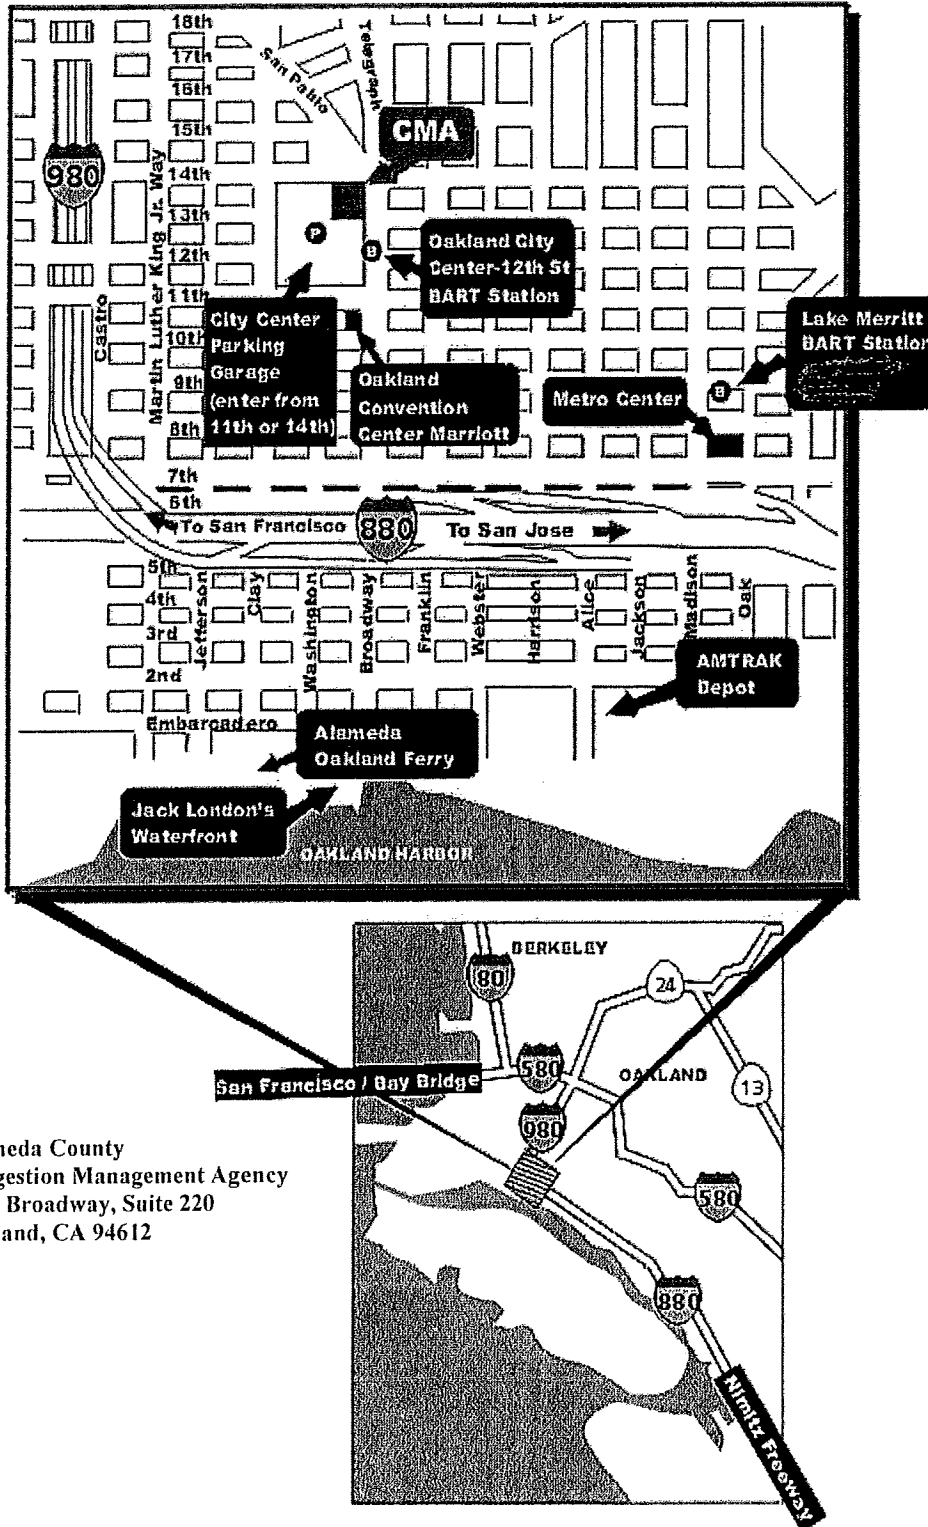 18th
17th
16th
15th
14th
13th
12th
11th
10th
9th
8th
7th
6th
5th
4th
3rd
2nd
Embarcadero
San Pablo
Telegraph
CMA
980
Martin Luther King Jr. Way
Castro
P
B
Oakland City
Center-12th St
BART Station
City Center
Parking
Garage
(enter from
11th or 14th)
Oakland
Convention
Center Marriott
Metro Center
Lake Merritt
BART Station
B
To San Francisco
880
To San Jose
Jefferson
Clay
Washington
Broadway
Franklin
Webster
Harrison
Alice
Jackson
Madison
Oak
AMTRAK
Depot
Alameda
Oakland Ferry
Jack London's
Waterfront
OAKLAND HARBOR
BERKELEY
80
24
580
OAKLAND
13
San Francisco / Bay Bridge
980
580
880
Nimitz Freeway
neda County
gestion Management Agency
Broadway, Suite 220
and, CA 94612